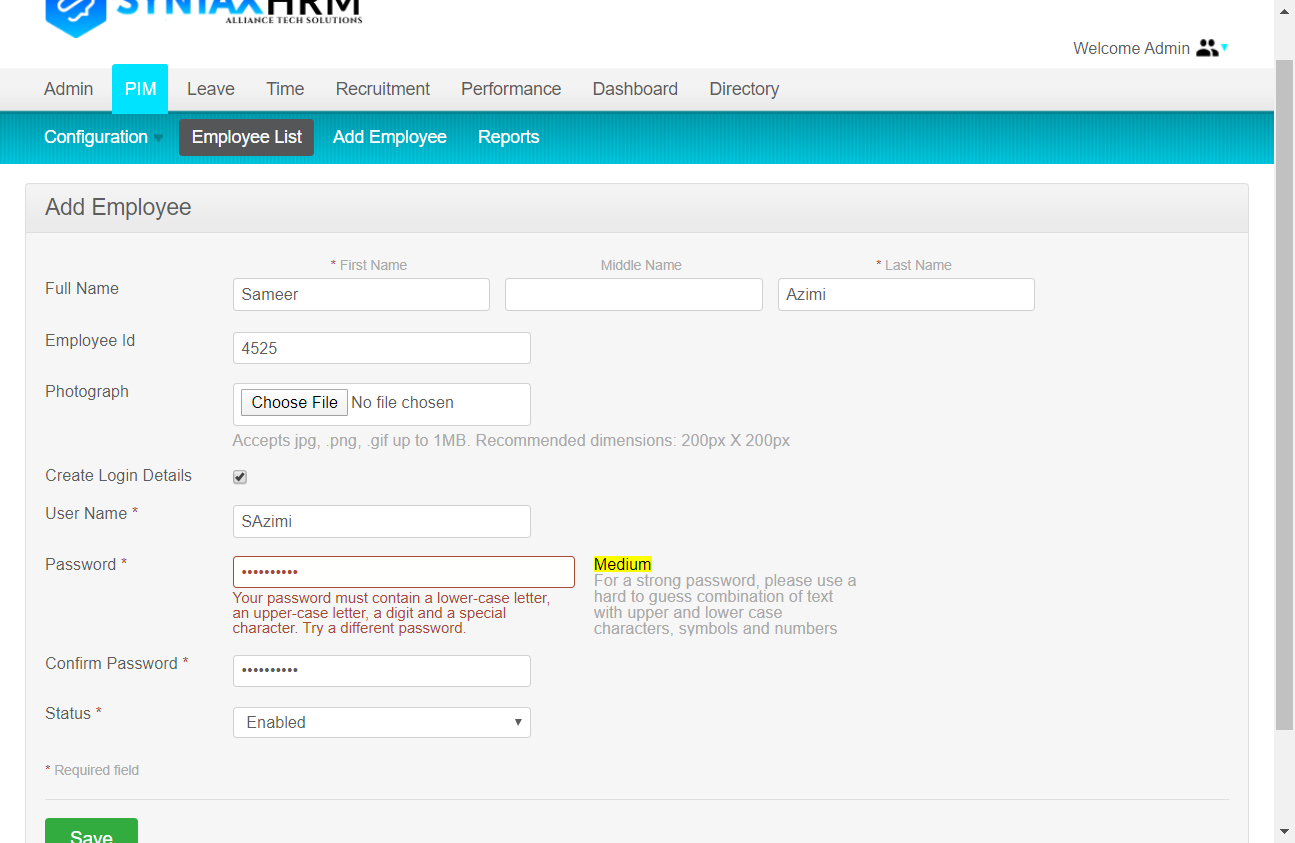 SYNTAXHRM
ALLIANCE TECH SOLUTIONS
Welcome Admin
Admin PIM Leave Time Recruitment Performance Dashboard Directory
Configuration Employee List Add Employee Reports
Add Employee
* First Name Middle Name * Last Name
Full Name Sameer Azimi
Employee Id 4525
Photograph Choose File No file chosen
Accepts jpg, .png, .gif up to 1MB. Recommended dimensions: 200px X 200px
Create Login Details
User Name * SAzimi
Password * •••••••••• Medium
For a strong password, please use a
hard to guess combination of text
with upper and lower case
characters, symbols and numbers
Your password must contain a lower-case letter,
an upper-case letter, a digit and a special
character. Try a different password.
Confirm Password * ••••••••••
Status * Enabled
* Required field
Save